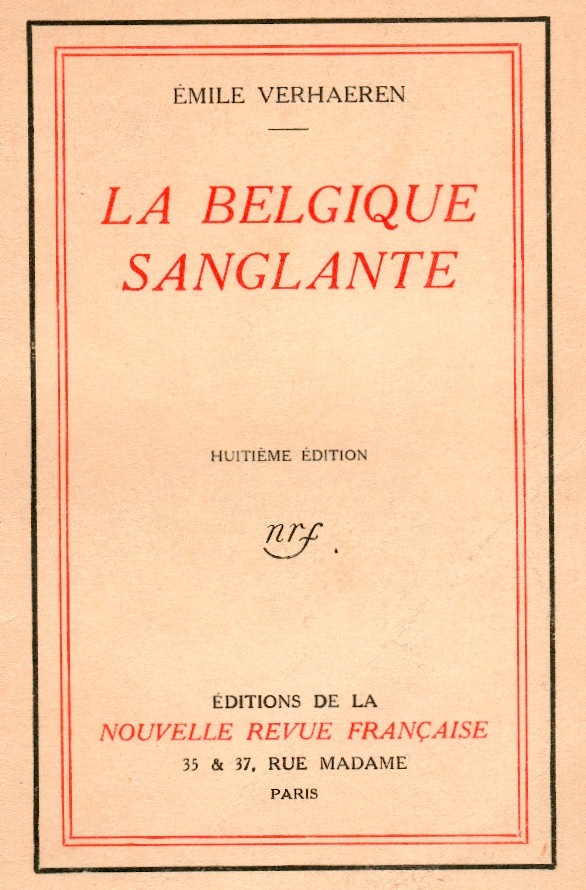 ÉMILE VERHAEREN
LA BELGIQUE
SANGLANTE
HUITIÈME ÉDITION
nrf
ÉDITIONS DE LA
NOUVELLE REVUE FRANÇAISE
35 & 37, RUE MADAME
PARIS